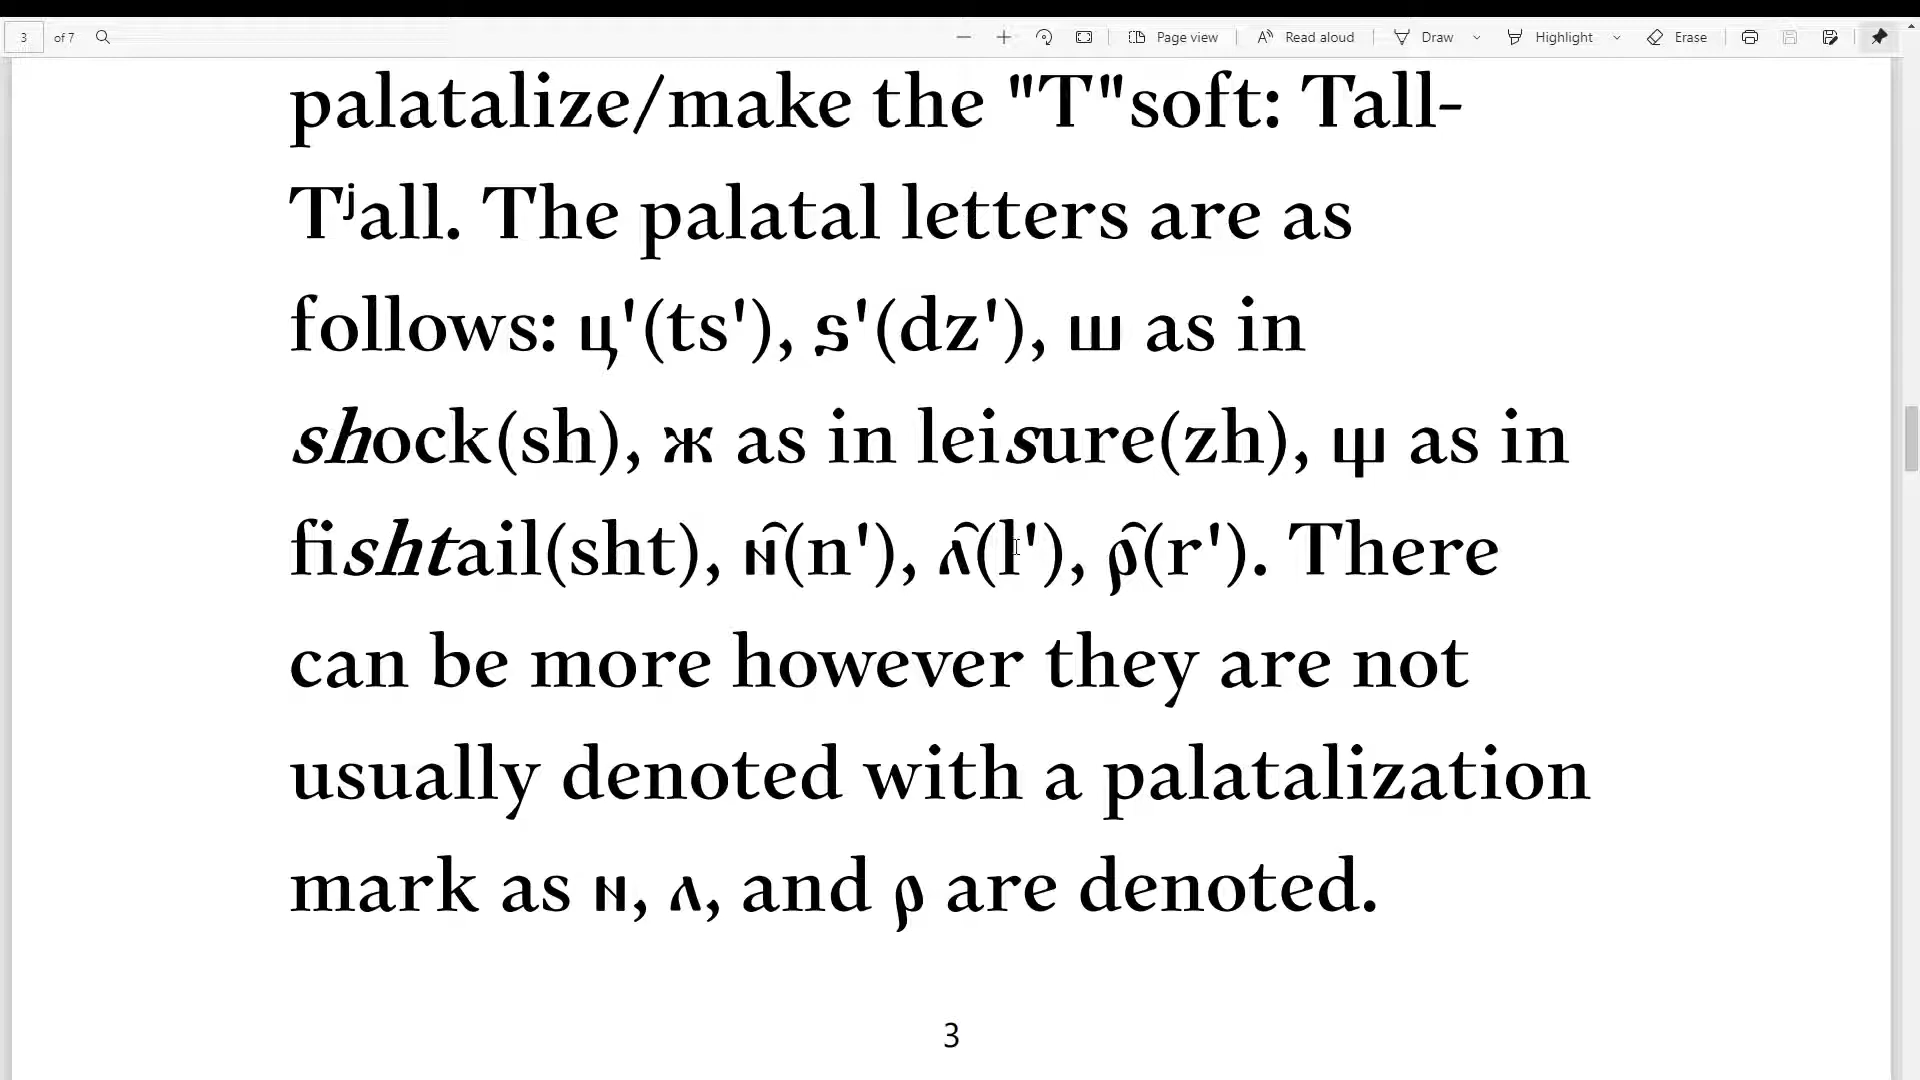 3 of 7 Page view Read aloud Draw Highlight Erase
palatalize/make the "T"soft: Tall-
Tʲall. The palatal letters are as
follows: ц'(ts'), ꙃ'(dz'), ш as in
shock(sh), ж as in leisure(zh), щ as in
fishtail(sht), н҄(n'), л҄(l'), р҄(r'). There
can be more however they are not
usually denoted with a palatalization
mark as н, л, and р are denoted.
3